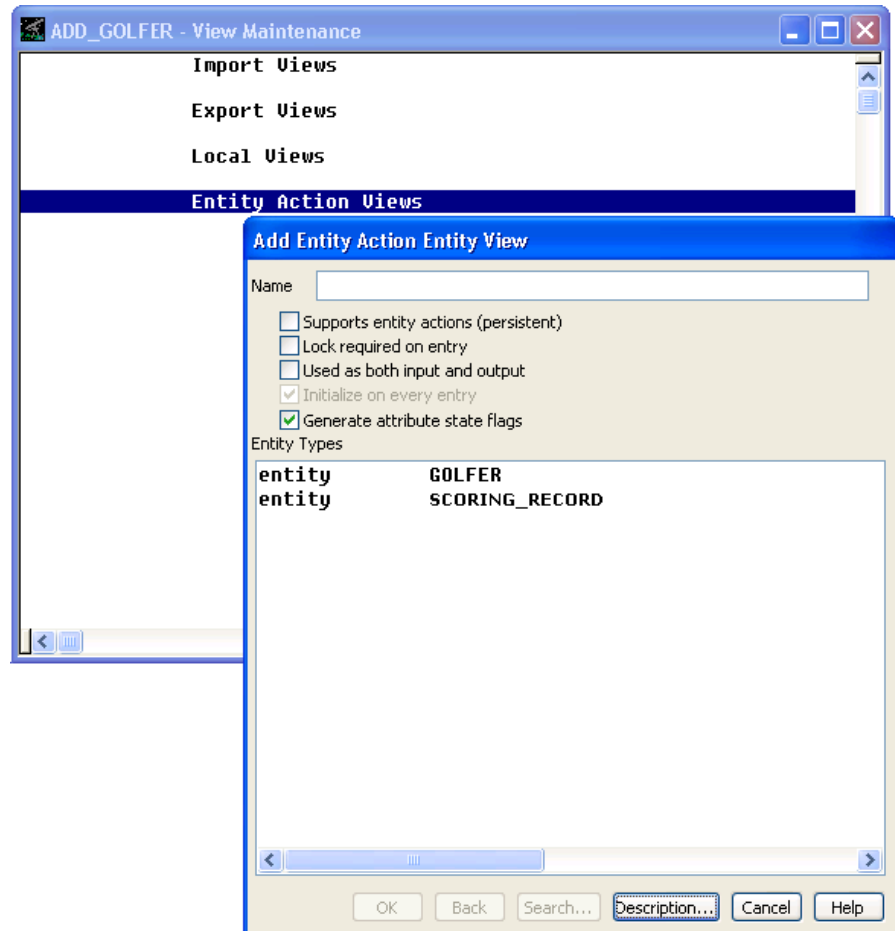 ADD_GOLFER - View Maintenance
Import Views
Export Views
Local Views
Entity Action Views
Add Entity Action Entity View
Name
Supports entity actions (persistent)
Lock required on entry
Used as both input and output
Initialize on every entry
Generate attribute state flags
Entity Types
entity GOLFER
entity SCORING_RECORD
OK Back Search... Description... Cancel Help